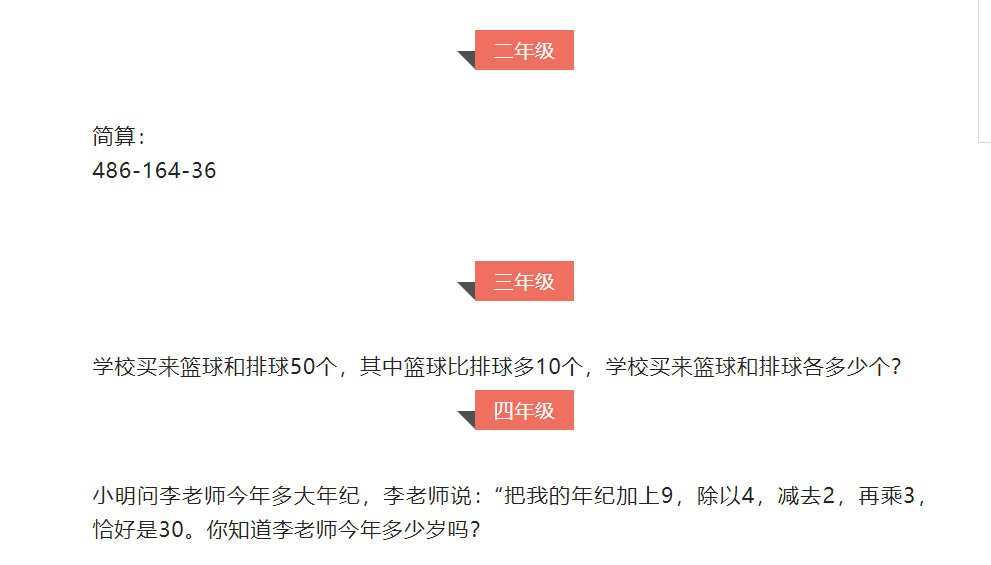 二年级
简算：
486-164-36
三年级
学校买来篮球和排球50个，其中篮球比排球多10个，学校买来篮球和排球各多少个？
四年级
小明问李老师今年多大年纪，李老师说：“把我的年纪加上9，除以4，减去2，再乘3，
恰好是30。你知道李老师今年多少岁吗？